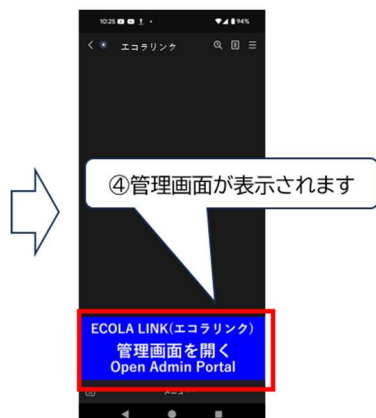 10:25
94%
エコラリンク
④管理画面が表示されます
ECOLA LINK(エコラリンク)
管理画面を開く
Open Admin Portal